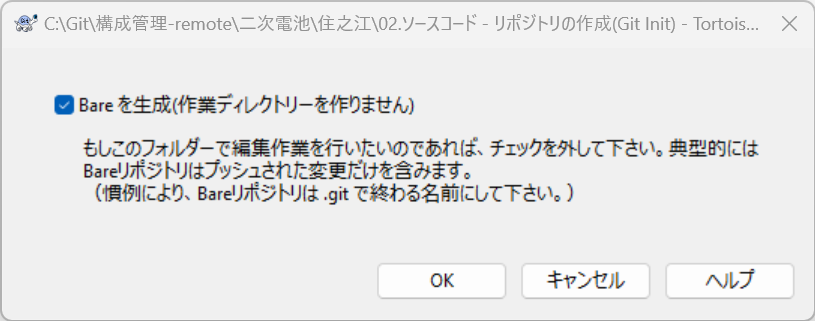 C:\Git\構成管理-remote\二次電池\住之江\02.ソースコード - リポジトリの作成(Git Init) - Tortois...
Bare を生成(作業ディレクトリーを作りません)
もしこのフォルダーで編集作業を行いたいのであれば、チェックを外して下さい。典型的には
Bareリポジトリはプッシュされた変更だけを含みます。
（慣例により、Bareリポジトリは .git で終わる名前にして下さい。）
OK
キャンセル
ヘルプ